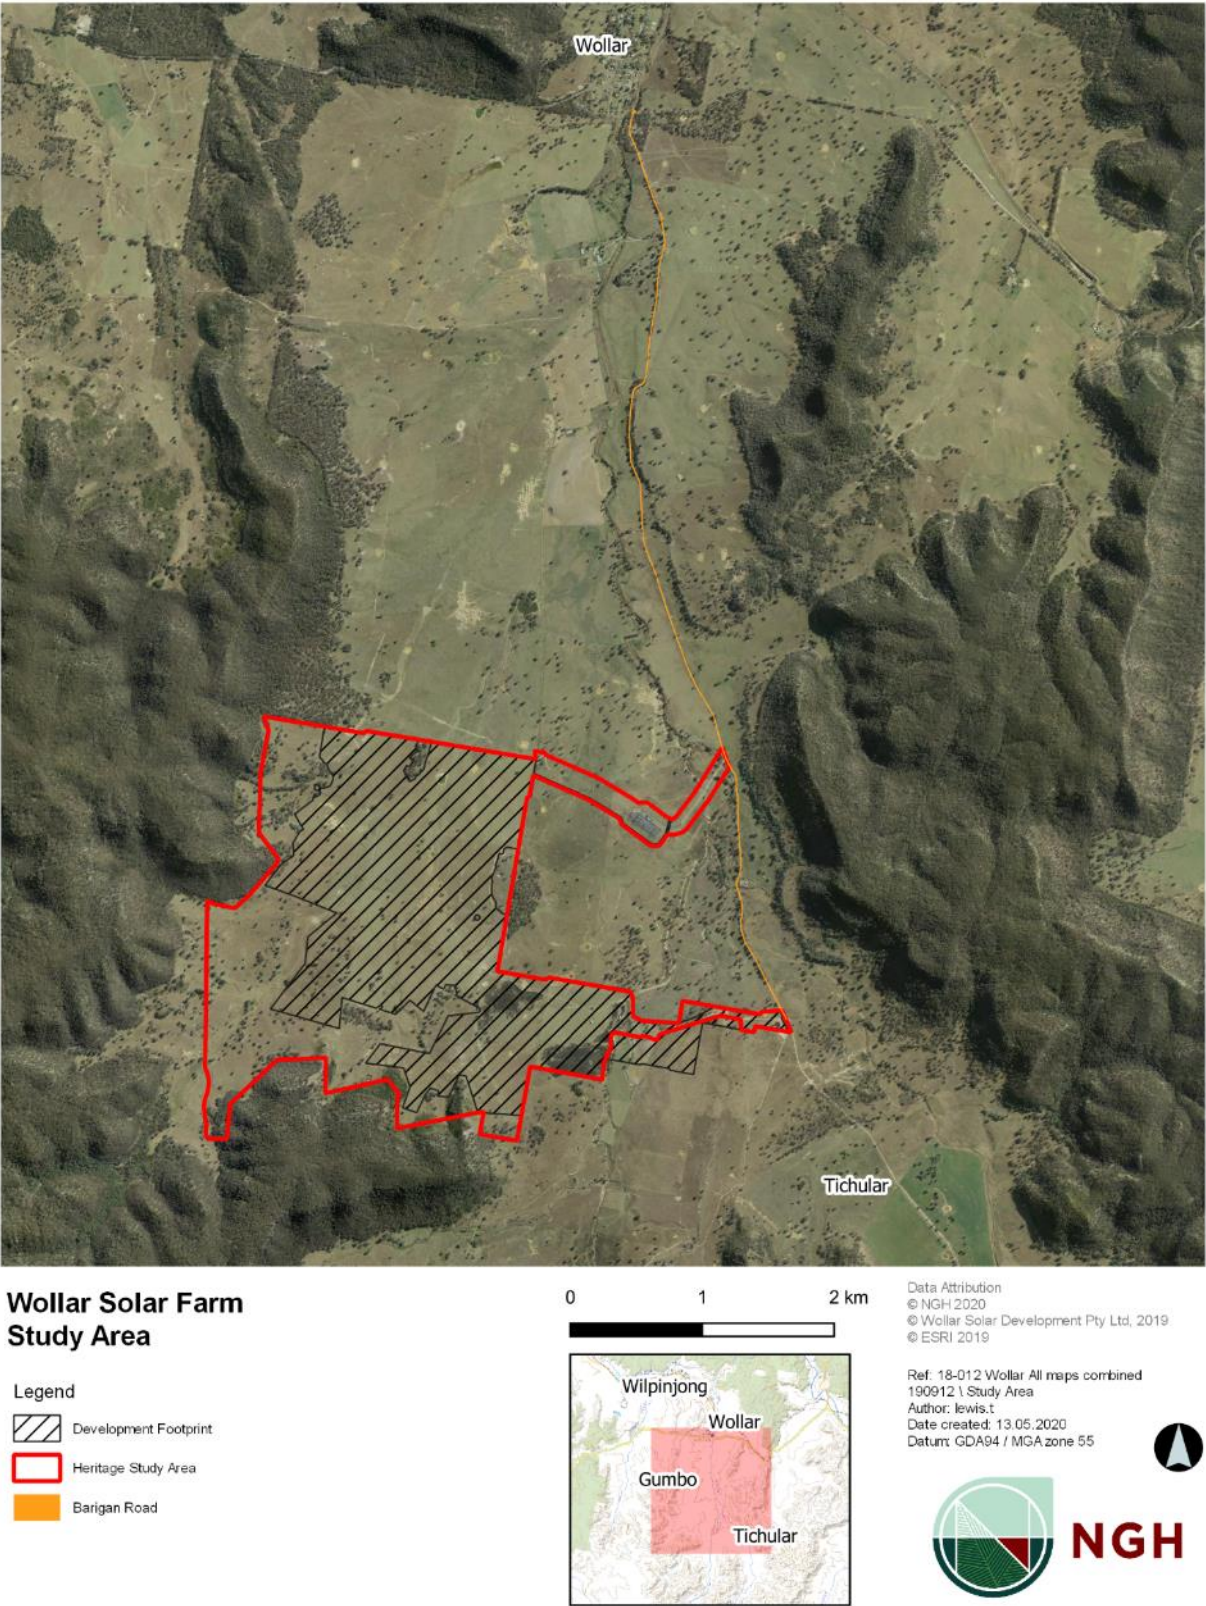 Wollar
Tichular
Wollar Solar Farm
Study Area
Legend
Development Footprint
Heritage Study Area
Barigan Road
0 1 2 km
Wilpinjong
Wollar
Gumbo
Tichular
Data Attribution
© NGH 2020
© Wollar Solar Development Pty Ltd, 2019
© ESRI 2019
Ref: 18-012 Wollar All maps combined
190912 \ Study Area
Author: lewis.t
Date created: 13.05.2020
Datum: GDA94 / MGA zone 55
NGH